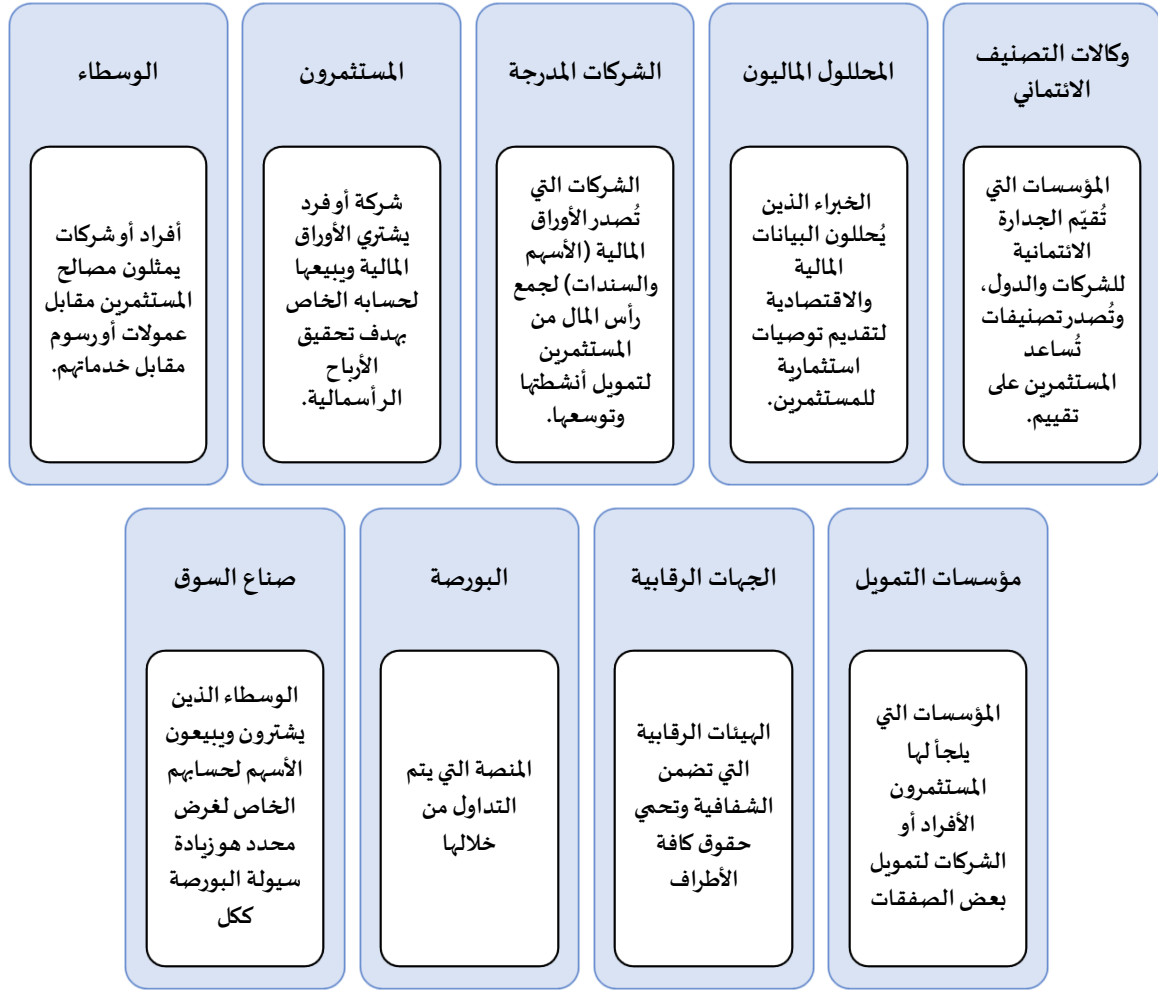 وكالات التصنيف
الائتماني
المؤسسات التي
تُقيّم الجدارة
الائتمانية
للشركات والدول،
وتُصدر تصنيفات
تُساعد
المستثمرين على
تقييم.
المحللول الماليون
الخبراء الذين
يُحللون البيانات
المالية
والاقتصادية
لتقديم توصيات
استثمارية
للمستثمرين.
الشركات المدرجة
الشركات التي
تُصدر الأوراق
المالية (الأسهم
والسندات) لجمع
رأس المال من
المستثمرين
لتمويل أنشطتها
وتوسعها.
المستثمرون
شركة أو فرد
يشتري الأوراق
المالية ويبيعها
لحسابه الخاص
بهدف تحقيق
الأرباح
الرأسمالية.
الوسطاء
أفراد أو شركات
يمثلون مصالح
المستثمرين مقابل
عمولات أو رسوم
مقابل خدماتهم.
مؤسسات التمويل
المؤسسات التي
يلجأ لها
المستثمرون
الأفراد أو
الشركات لتمويل
بعض الصفقات
الجهات الرقابية
الهيئات الرقابية
التي تضمن
الشفافية وتحمي
حقوق كافة
الأطراف
البورصة
المنصة التي يتم
التداول من
خلالها
صناع السوق
الوسطاء الذين
يشترون ويبيعون
الأسهم لحسابهم
الخاص لغرض
محدد هو زيادة
سيولة البورصة
ككل